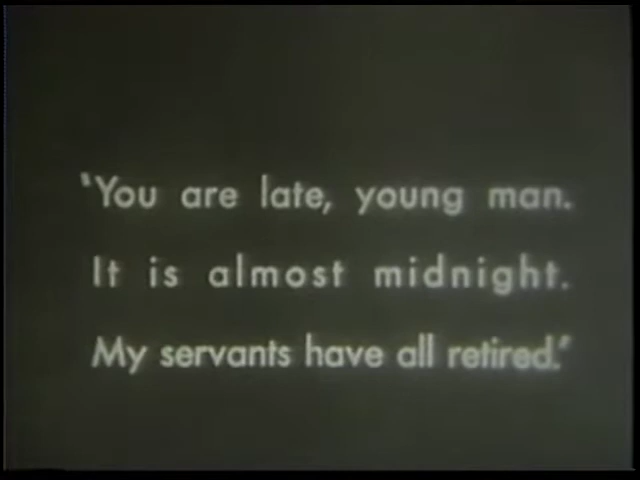 'You are late, young man.
It is almost midnight.
My servants have all retired.'